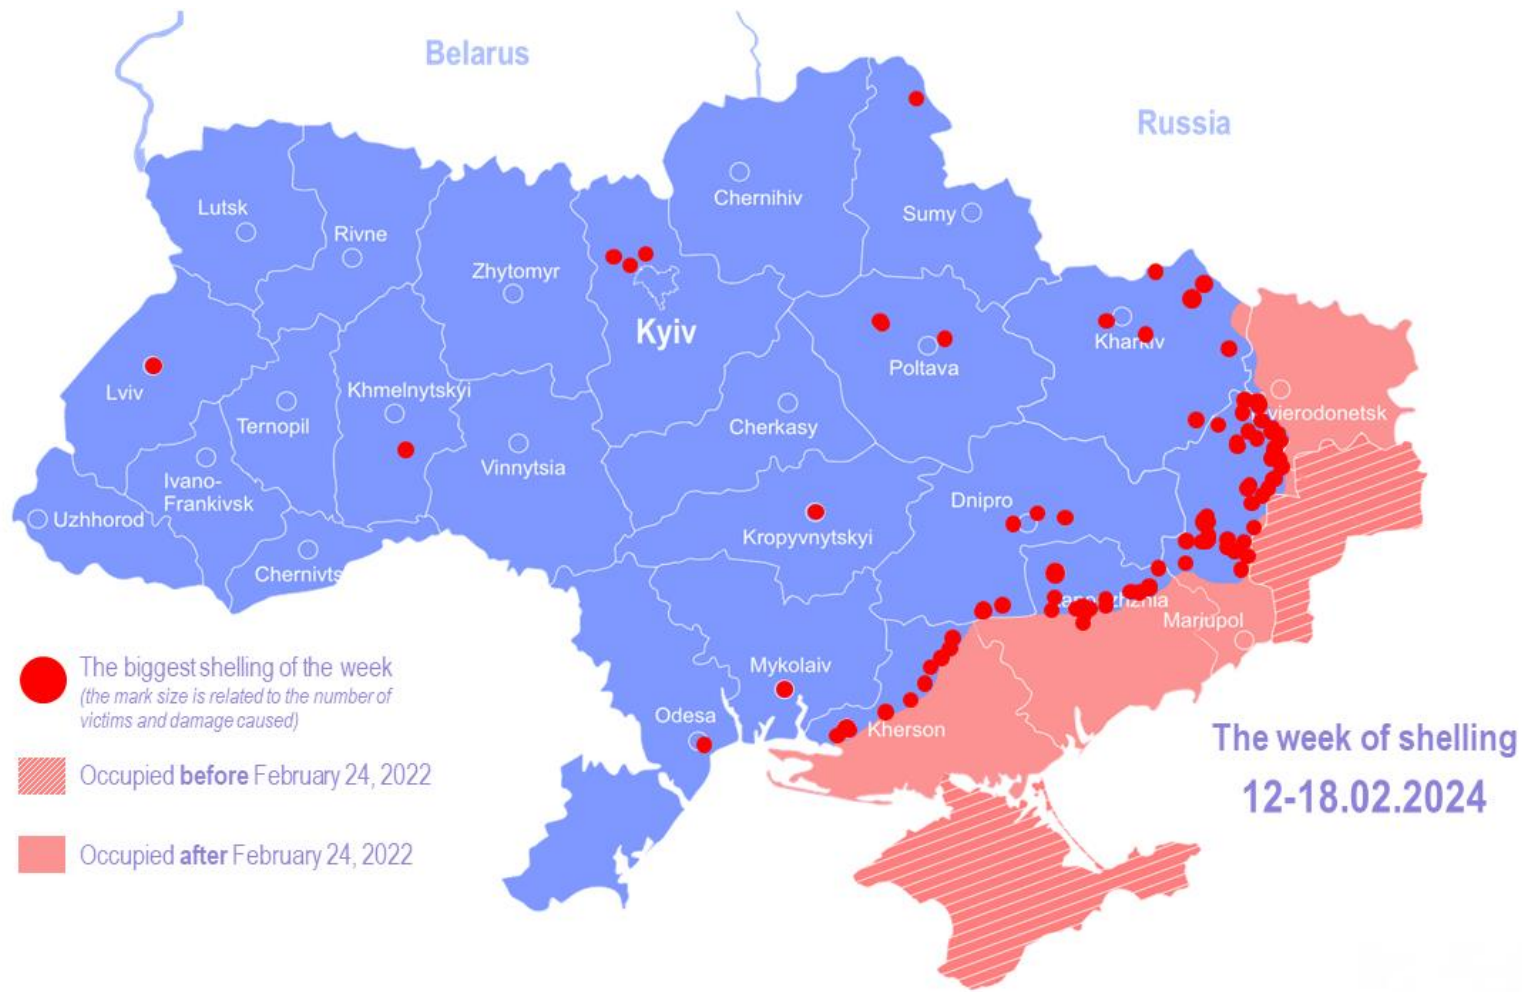 Belarus
Russia
Chernihiv
Lutsk
Sumy
Rivne
Zhytomyr
Kyiv
Kharkiv
Poltava
Lviv
Khmelnytskyi
Ternopil
Cherkasy
vierodonetsk
Vinnytsia
Ivano-
Frankivsk
Dnipro
Uzhhorod
Kropyvnytskyi
Chernivts
zhzhia
Mariupol
Mykolaiv
Odesa
Kherson
The biggest shelling of the week
(the mark size is related to the number of
victims and damage caused)
Occupied before February 24, 2022
Occupied after February 24, 2022
The week of shelling
12-18.02.2024